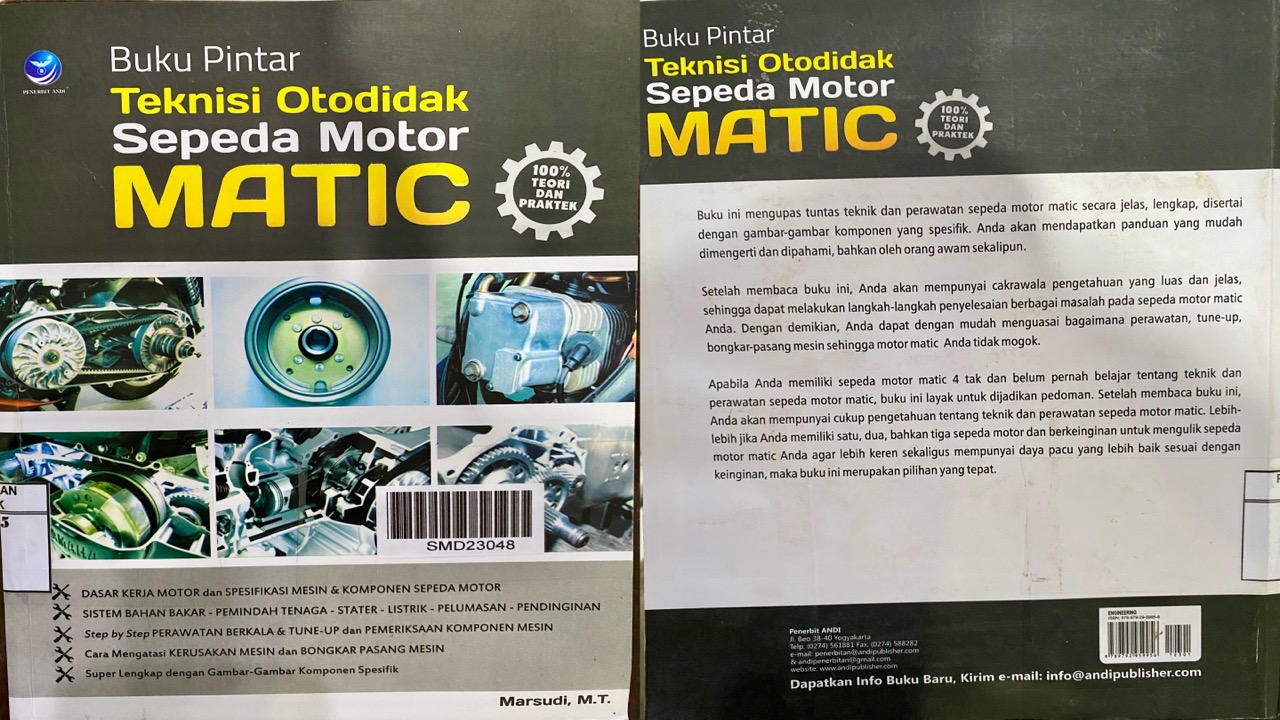 PENERBIT ANDI
Buku Pintar
Teknisi Otodidak
Sepeda Motor
MATIC
100%
TEORI
DAN
PRAKTEK
SMD23048
DASAR KERJA MOTOR dan SPESIFIKASI MESIN & KOMPONEN SEPEDA MOTOR
SISTEM BAHAN BAKAR - PEMINDAH TENAGA - STATER - LISTRIK - PELUMASAN - PENDINGINAN
Step by Step PERAWATAN BERKALA & TUNE-UP dan PEMERIKSAAN KOMPONEN MESIN
Cara Mengatasi KERUSAKAN MESIN dan BONGKAR PASANG MESIN
Super Lengkap dengan Gambar-Gambar Komponen Spesifik
Marsudi, M.T.
Buku Pintar
Teknisi Otodidak
Sepeda Motor
MATIC
100%
TEORI
DAN
PRAKTEK
Buku ini mengupas tuntas teknik dan perawatan sepeda motor matic secara jelas, lengkap, disertai
dengan gambar-gambar komponen yang spesifik. Anda akan mendapatkan panduan yang mudah
dimengerti dan dipahami, bahkan oleh orang awam sekalipun.
Setelah membaca buku ini, Anda akan mempunyai cakrawala pengetahuan yang luas dan jelas,
sehingga dapat melakukan langkah-langkah penyelesaian berbagai masalah pada sepeda motor matic
Anda. Dengan demikian, Anda dapat dengan mudah menguasai bagaimana perawatan, tune-up,
bongkar-pasang mesin sehingga motor matic Anda tidak mogok.
Apabila Anda memiliki sepeda motor matic 4 tak dan belum pernah belajar tentang teknik dan
perawatan sepeda motor matic, buku ini layak untuk dijadikan pedoman. Setelah membaca buku ini,
Anda akan mempunyai cukup pengetahuan tentang teknik dan perawatan sepeda motor matic. Lebih-
lebih jika Anda memiliki satu, dua, bahkan tiga sepeda motor dan berkeinginan untuk mengulik sepeda
motor matic Anda agar lebih keren sekaligus mempunyai daya pacu yang lebih baik sesuai dengan
keinginan, maka buku ini merupakan pilihan yang tepat.
Penerbit ANDI
Jl. Beo 38-40 Yogyakarta
Telp. (0274) 561881 Fax. (0274) 588282
e-mail: penerbitan@andipublisher.com
& andipenerbitan@gmail.com
website: www.andipublisher.com
Dapatkan Info Buku Baru, Kirim e-mail: info@andipublisher.com
ENGINEERING